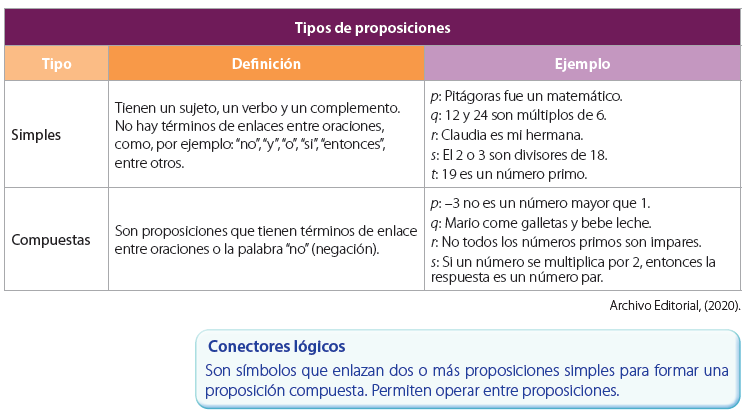 Tipos de proposiciones
Tipo
Definición
Ejemplo
Simples
Tienen un sujeto, un verbo y un complemento.
No hay términos de enlaces entre oraciones,
como, por ejemplo: “no”, “y”, “o”, “si”, “entonces”,
entre otros.
p: Pitágoras fue un matemático.
q: 12 y 24 son múltiplos de 6.
r: Claudia es mi hermana.
s: El 2 o 3 son divisores de 18.
t: 19 es un número primo.
Compuestas
Son proposiciones que tienen términos de enlace
entre oraciones o la palabra “no” (negación).
p: –3 no es un número mayor que 1.
q: Mario come galletas y bebe leche.
r: No todos los números primos son impares.
s: Si un número se multiplica por 2, entonces la
respuesta es un número par.
Archivo Editorial, (2020).
Conectores lógicos
Son símbolos que enlazan dos o más proposiciones simples para formar una
proposición compuesta. Permiten operar entre proposiciones.